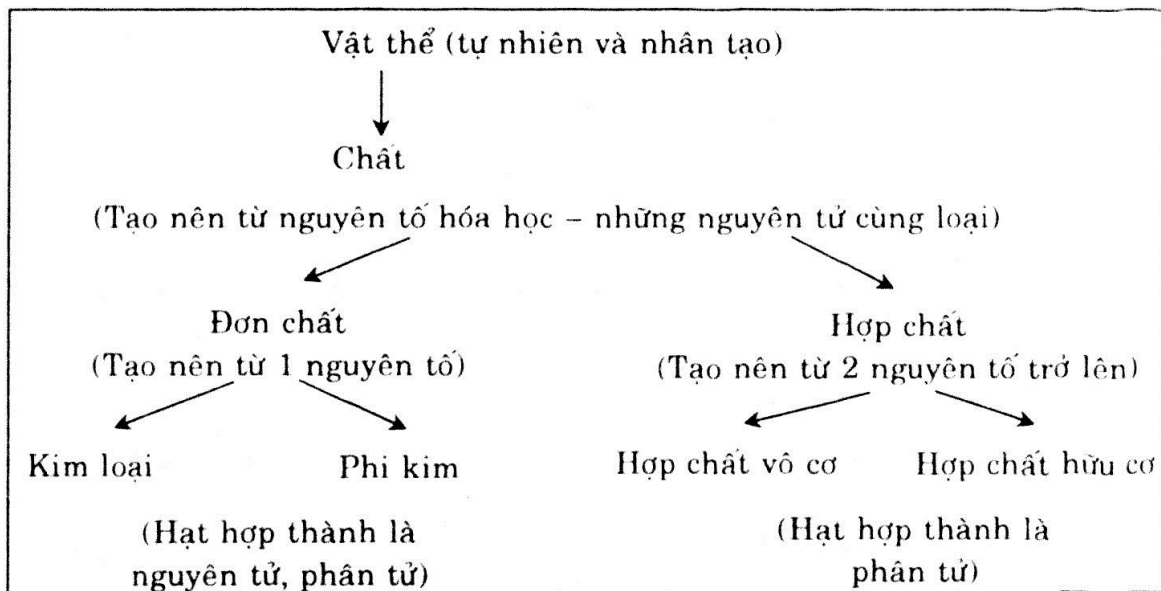 Vật thể (tự nhiên và nhân tạo)
Chất
(Tạo nên từ nguyên tố hóa học – những nguyên tử cùng loại)
Đơn chất
(Tạo nên từ 1 nguyên tố)
Hợp chất
(Tạo nên từ 2 nguyên tố trở lên)
Kim loại
Phi kim
Hợp chất vô cơ
Hợp chất hữu cơ
(Hạt hợp thành là
nguyên tử, phân tử)
(Hạt hợp thành là
phân tử)